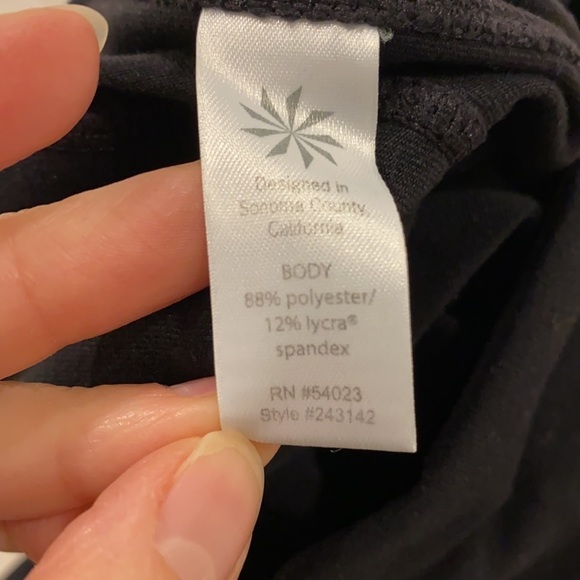 Designed in
Sonoma County,
California
BODY
88% polyester/
12% lycra®
spandex
RN #54023
Style #243142